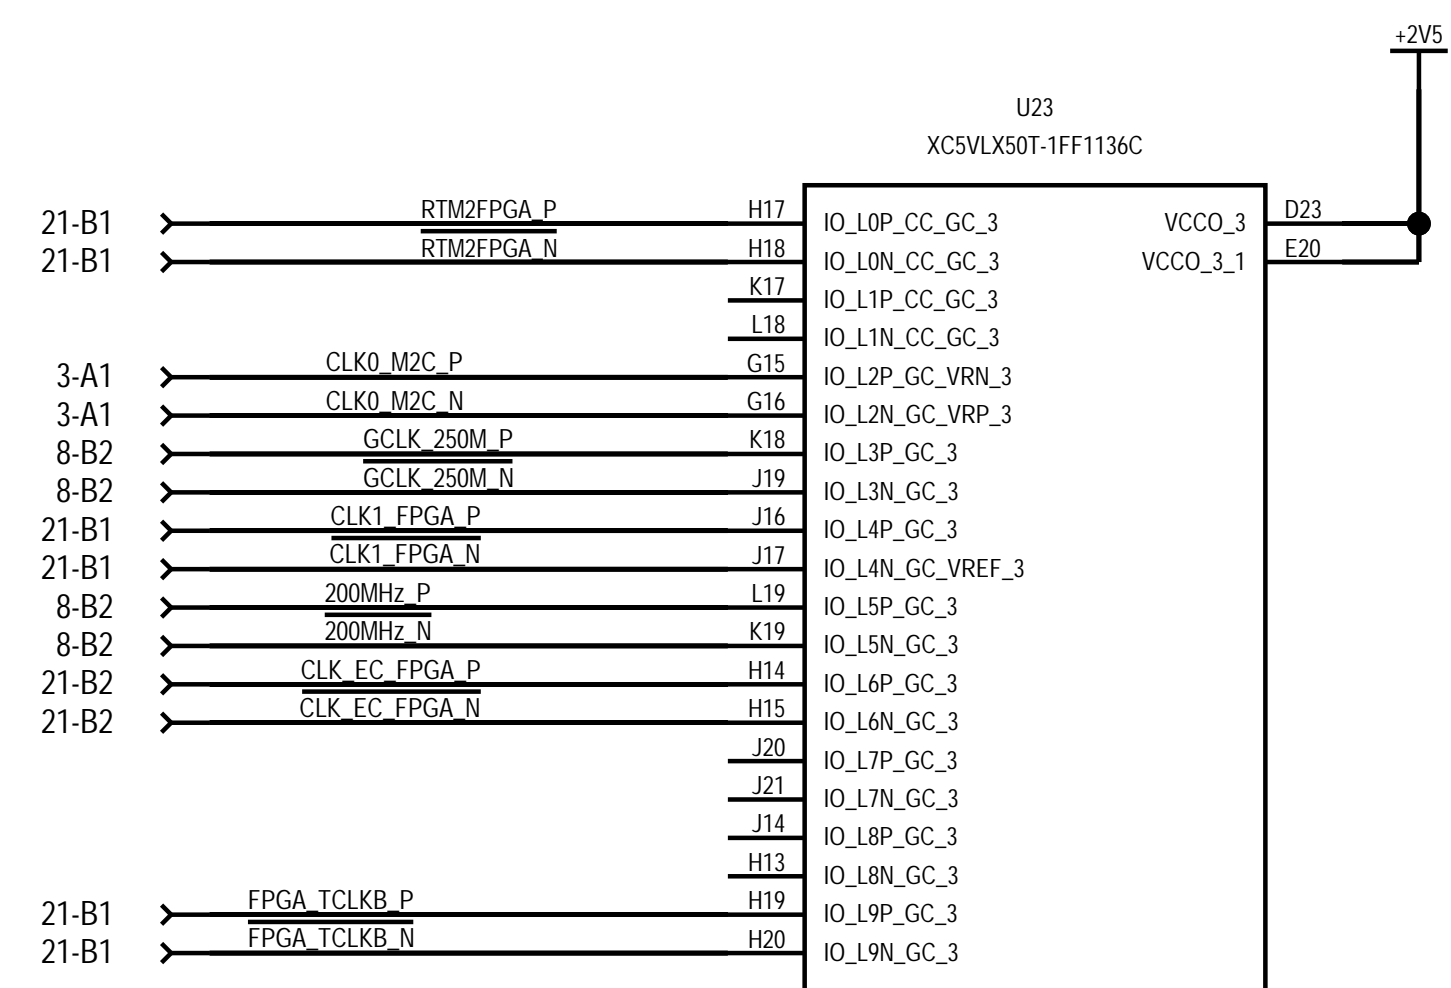 +2V5
U23
XC5VLX50T-1FF1136C
21-B1 RTM2FPGA_P H17 IO_L0P_CC_GC_3 VCCO_3 D23
21-B1 RTM2FPGA_N H18 IO_L0N_CC_GC_3 VCCO_3_1 E20
K17 IO_L1P_CC_GC_3
L18 IO_L1N_CC_GC_3
3-A1 CLK0_M2C_P G15 IO_L2P_GC_VRN_3
3-A1 CLK0_M2C_N G16 IO_L2N_GC_VRP_3
8-B2 GCLK_250M_P K18 IO_L3P_GC_3
8-B2 GCLK_250M_N J19 IO_L3N_GC_3
21-B1 CLK1_FPGA_P J16 IO_L4P_GC_3
21-B1 CLK1_FPGA_N J17 IO_L4N_GC_VREF_3
8-B2 200MHz_P L19 IO_L5P_GC_3
8-B2 200MHz_N K19 IO_L5N_GC_3
21-B2 CLK_EC_FPGA_P H14 IO_L6P_GC_3
21-B2 CLK_EC_FPGA_N H15 IO_L6N_GC_3
J20 IO_L7P_GC_3
J21 IO_L7N_GC_3
J14 IO_L8P_GC_3
H13 IO_L8N_GC_3
21-B1 FPGA_TCLKB_P H19 IO_L9P_GC_3
21-B1 FPGA_TCLKB_N H20 IO_L9N_GC_3